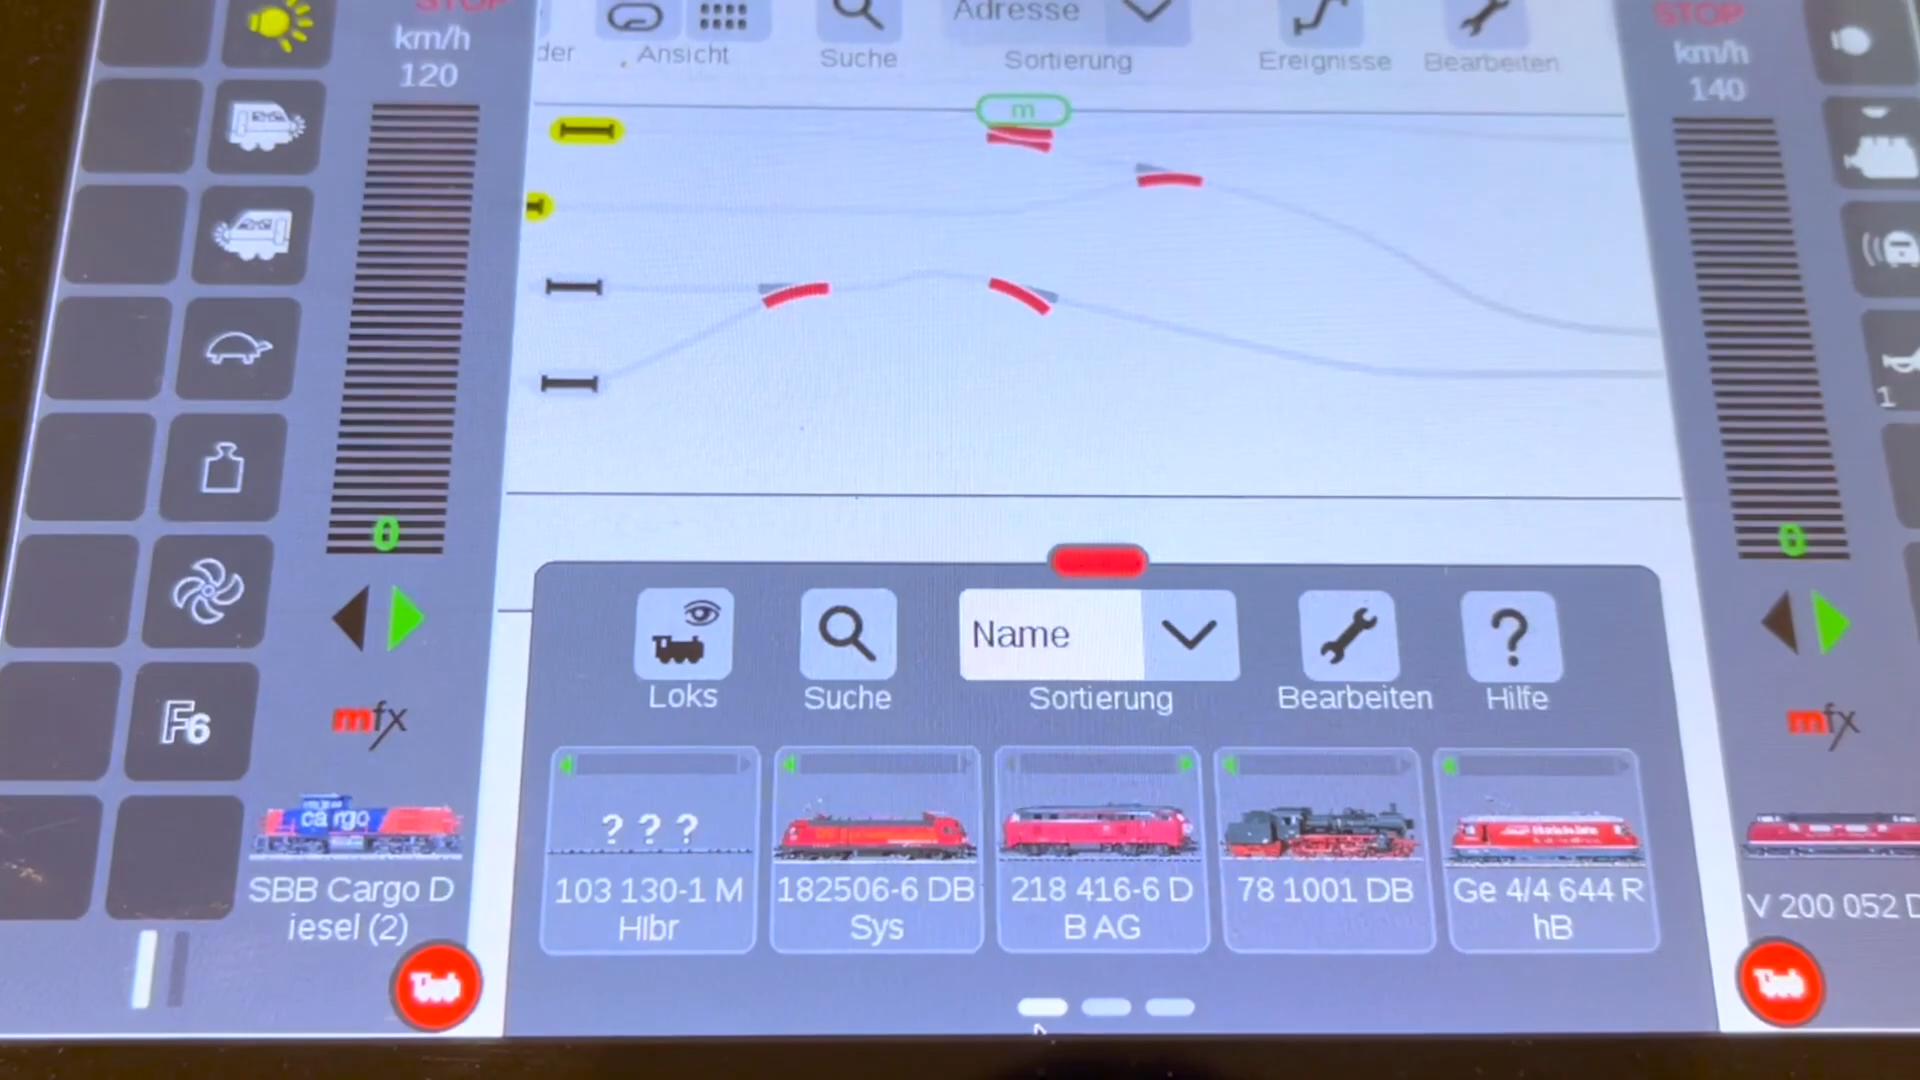 STOP
km/h
120
der
Ansicht
Suche
Adresse
Sortierung
Ereignisse
Bearbeiten
STOP
km/h
140
m
0
0
1
F6
mfx
mfx
Loks
Suche
Name
Sortierung
Bearbeiten
Hilfe
cargo
SBB Cargo D
iesel (2)
? ? ?
103 130-1 M
Hlbr
182506-6 DB
Sys
218 416-6 D
B AG
78 1001 DB
Ge 4/4 644 R
hB
V 200 052 D